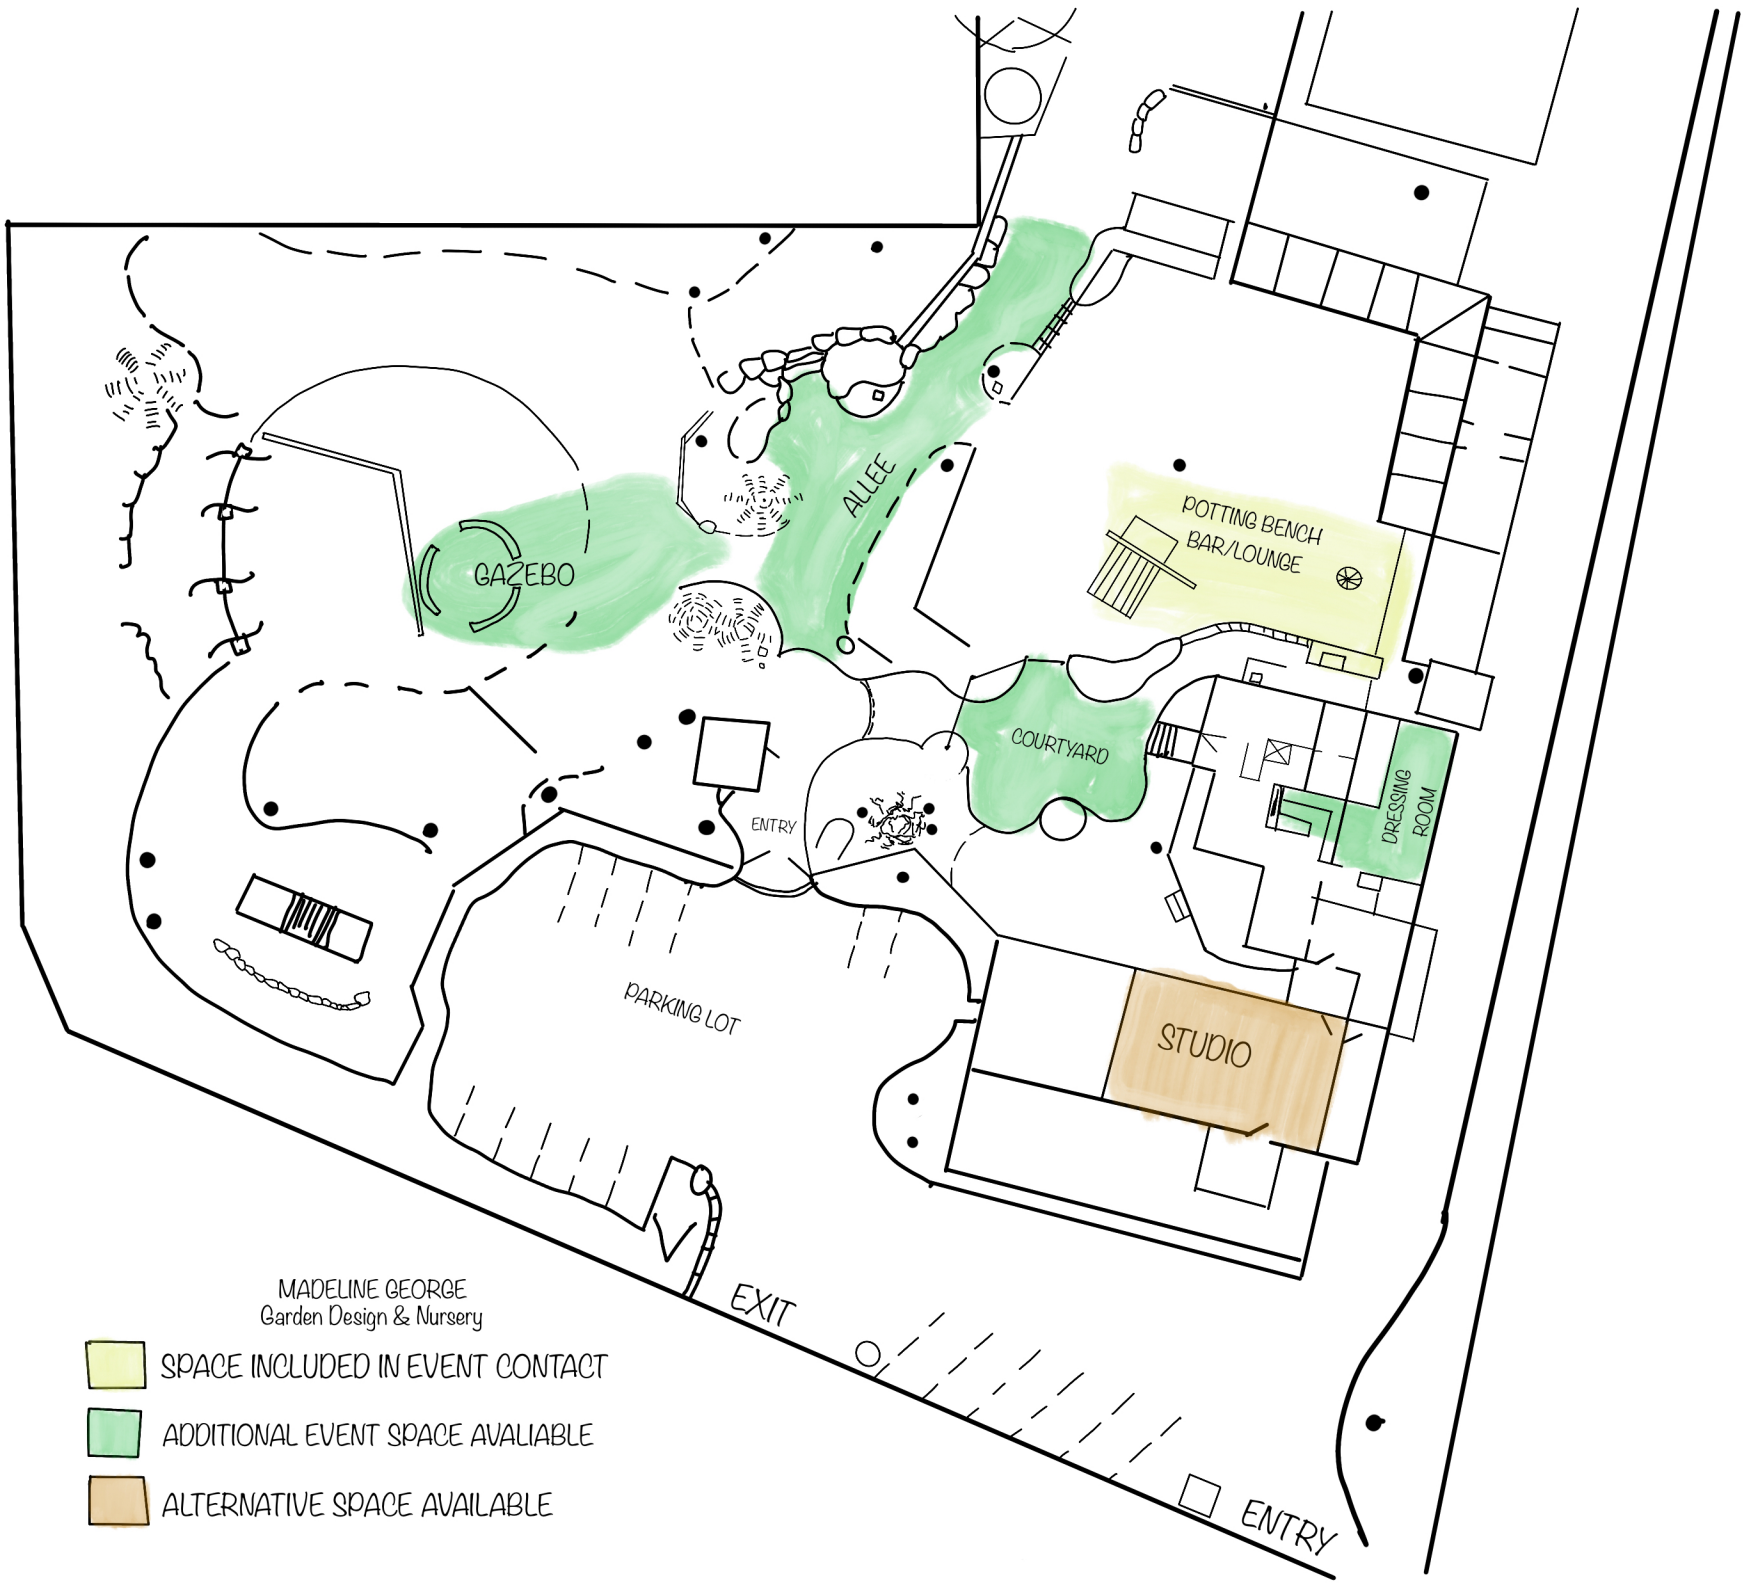 POTTING BENCH
BAR/LOUNGE
ALLEE
GAZEBO
COURTYARD
DRESSING
ROOM
ENTRY
PARKING LOT
STUDIO
MADELINE GEORGE
Garden Design & Nursery
EXIT
SPACE INCLUDED IN EVENT CONTACT
ADDITIONAL EVENT SPACE AVALIABLE
ALTERNATIVE SPACE AVAILABLE
ENTRY